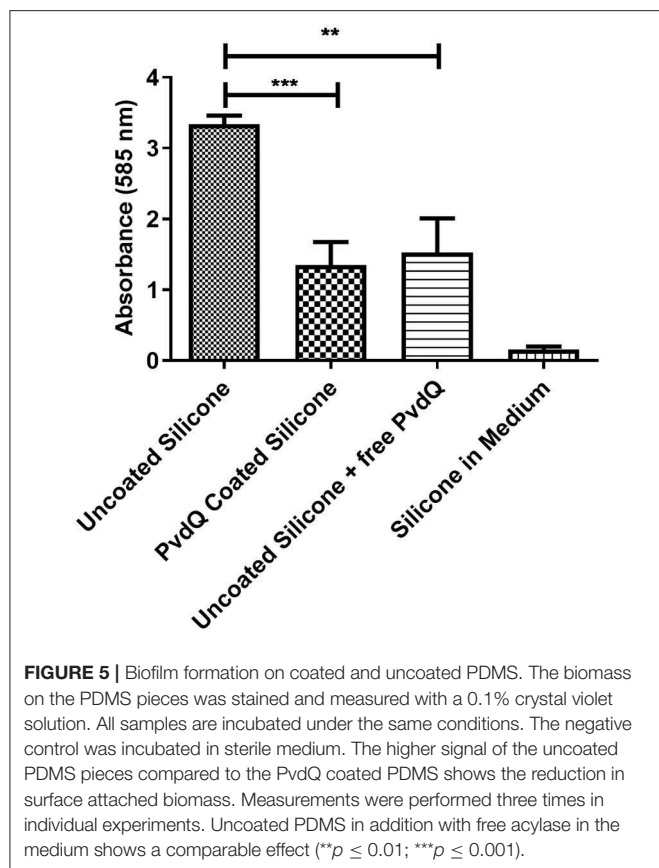 **
***
4
3
2
1
0
Absorbance (585 nm)
Uncoated Silicone
PvdQ Coated Silicone
Uncoated Silicone + free PvdQ
Silicone in Medium
FIGURE 5 | Biofilm formation on coated and uncoated PDMS. The biomass
on the PDMS pieces was stained and measured with a 0.1% crystal violet
solution. All samples are incubated under the same conditions. The negative
control was incubated in sterile medium. The higher signal of the uncoated
PDMS pieces compared to the PvdQ coated PDMS shows the reduction in
surface attached biomass. Measurements were performed three times in
individual experiments. Uncoated PDMS in addition with free acylase in the
medium shows a comparable effect (**p ≤ 0.01; ***p ≤ 0.001).